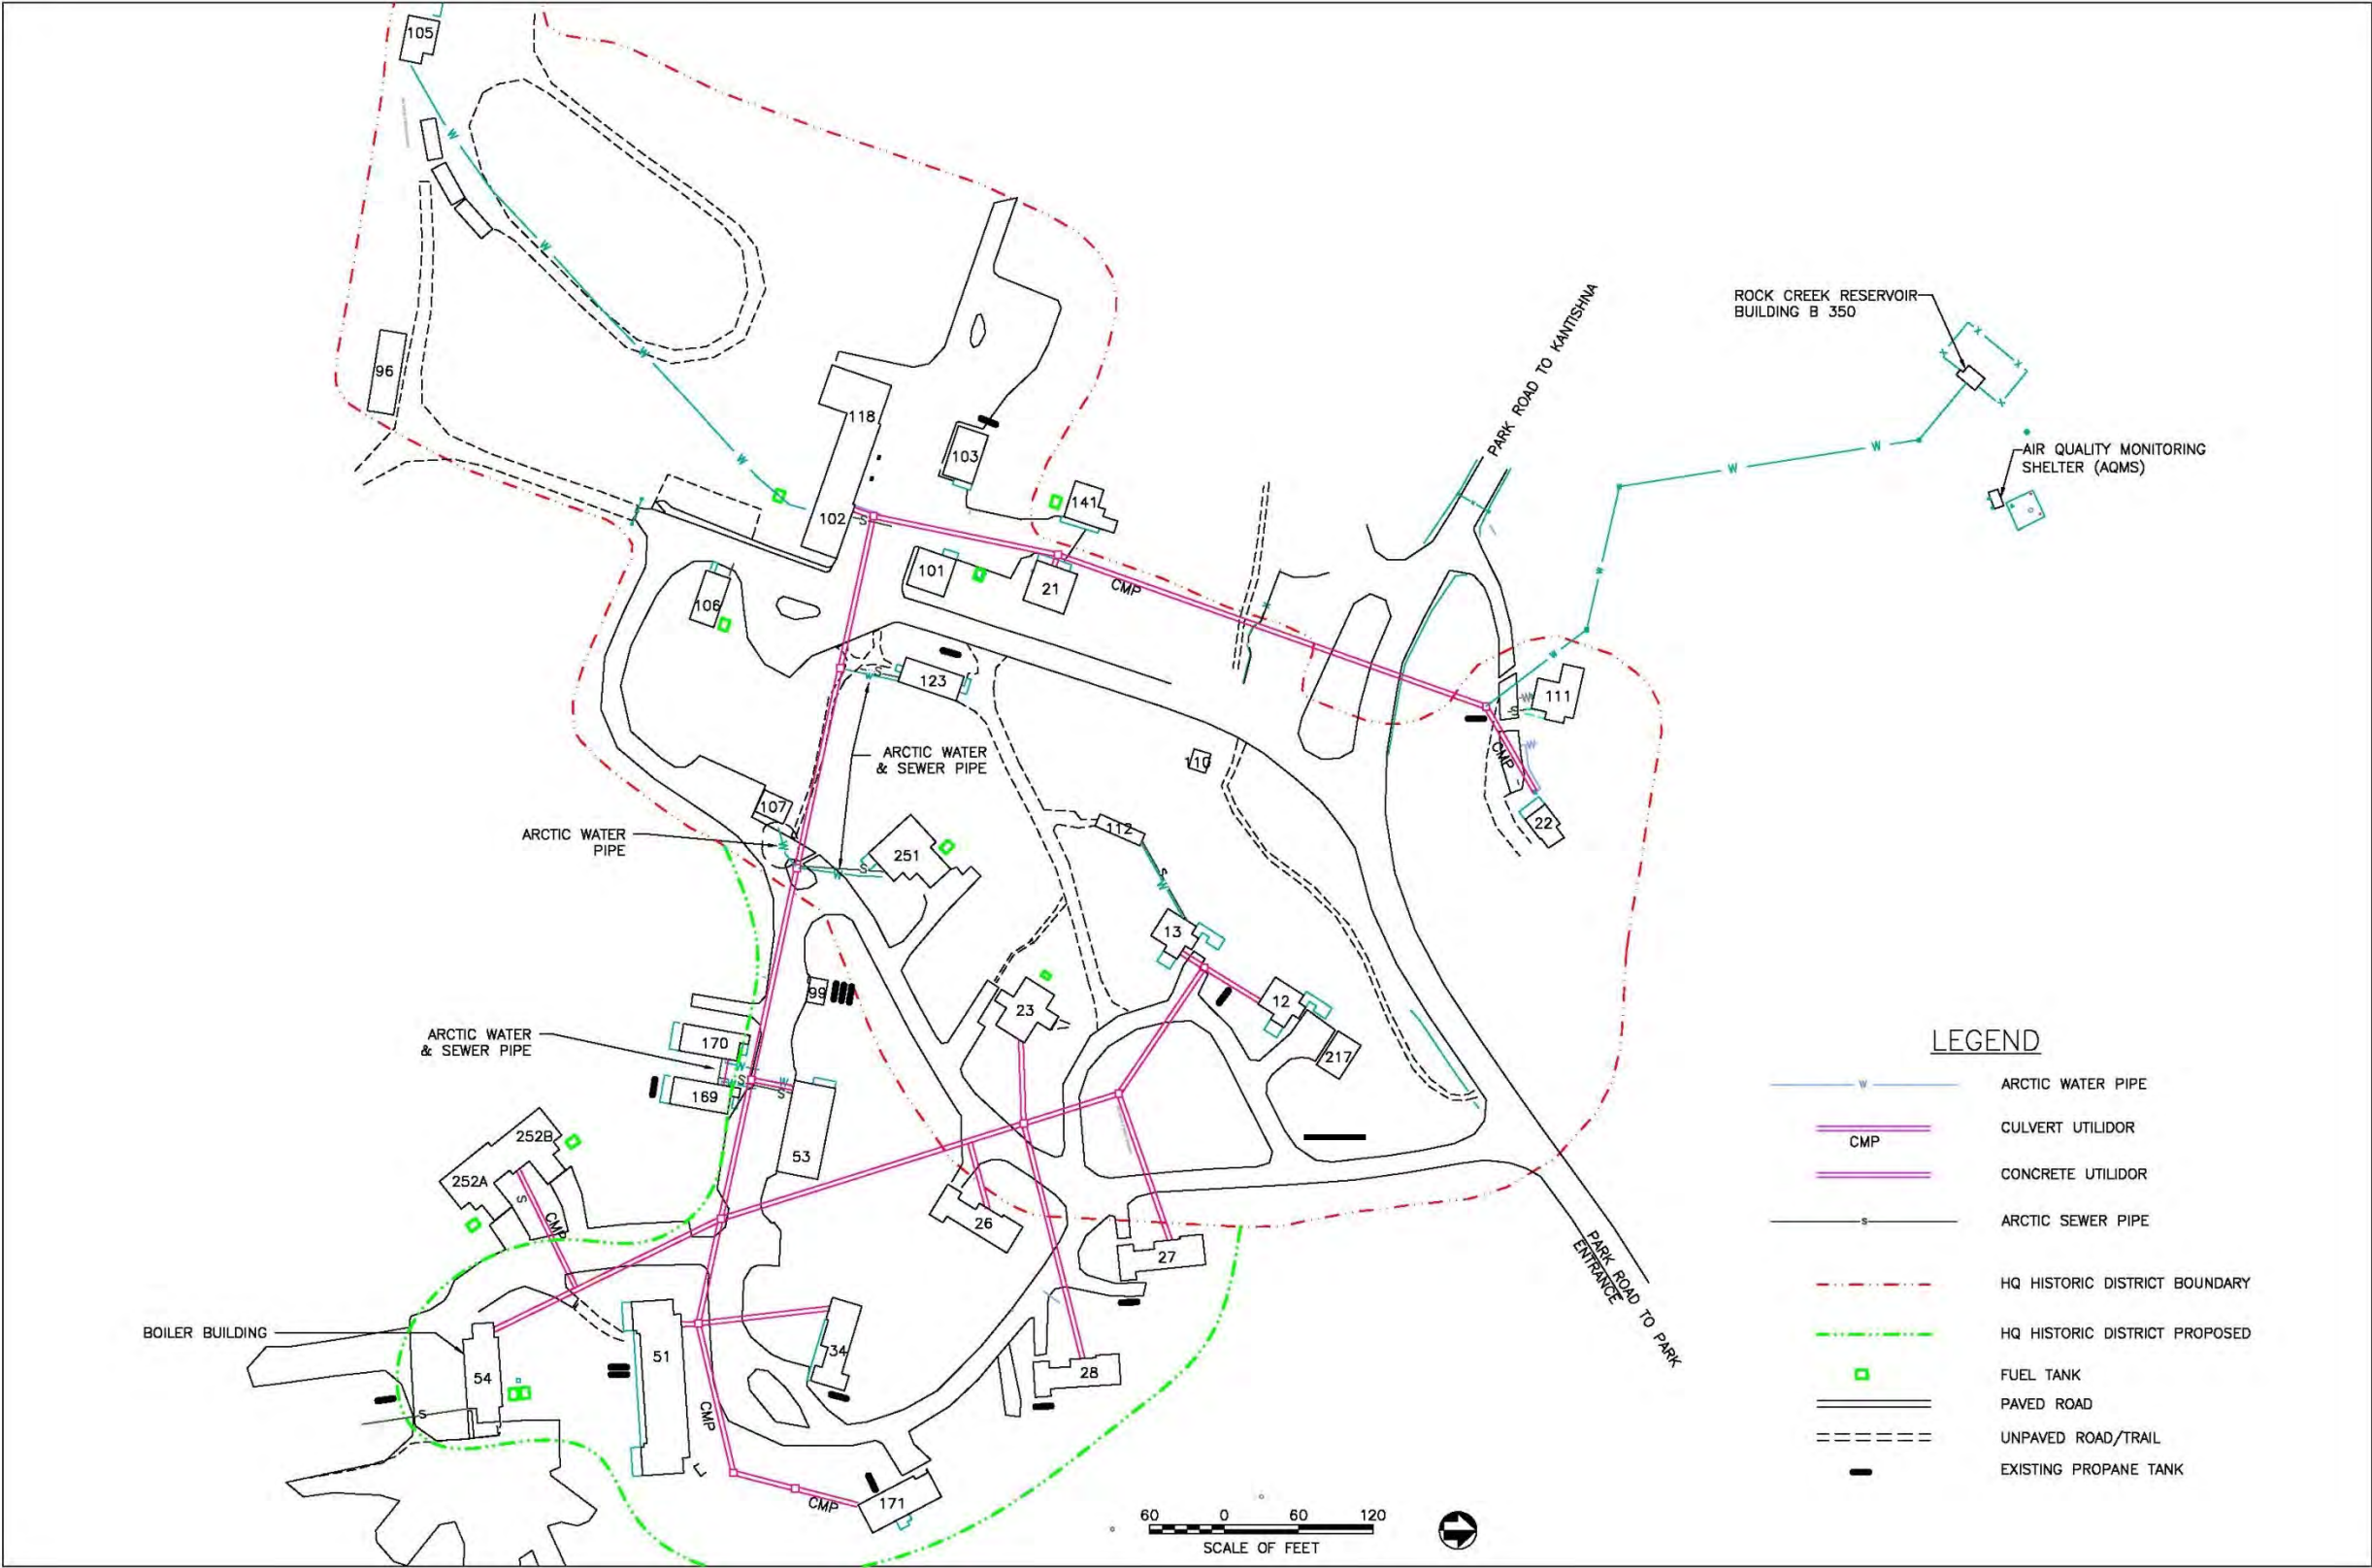 105
96
118
103
102
141
101
21
CMP
106
123
PARK ROAD TO KANTISHNA
ROCK CREEK RESERVOIR
BUILDING B 350
AIR QUALITY MONITORING
SHELTER (AQMS)
111
CMP
22
110
ARCTIC WATER
& SEWER PIPE
107
ARCTIC WATER
PIPE
251
112
13
12
217
23
99
ARCTIC WATER
& SEWER PIPE
170
169
53
252B
252A
CMP
26
27
28
BOILER BUILDING
54
51
34
CMP
CMP
171
PARK ROAD TO PARK
ENTRANCE
W
W
W
W
W
W
W
W
W
W
W
S
S
S
S
S
S
S
60 0 60 120
SCALE OF FEET
LEGEND
W ARCTIC WATER PIPE
CMP CULVERT UTILIDOR
CONCRETE UTILIDOR
S ARCTIC SEWER PIPE
HQ HISTORIC DISTRICT BOUNDARY
HQ HISTORIC DISTRICT PROPOSED
FUEL TANK
PAVED ROAD
UNPAVED ROAD/TRAIL
EXISTING PROPANE TANK